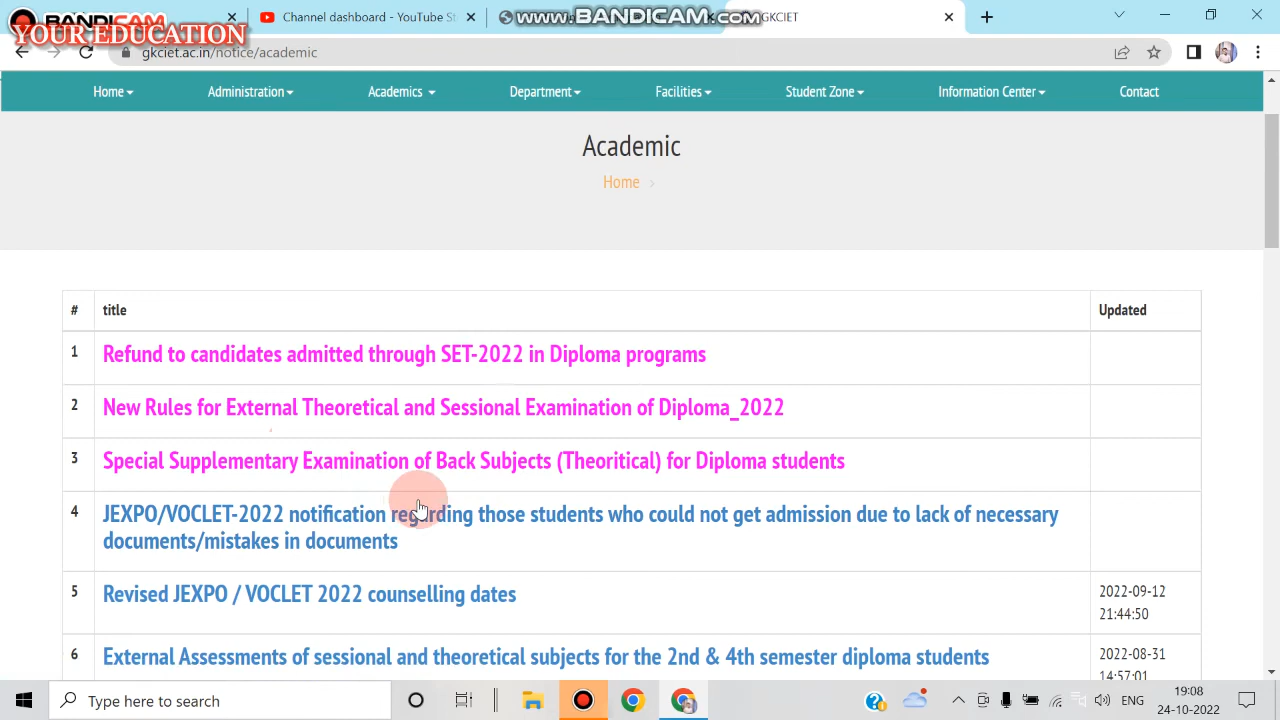 BANDICAM
YOUR EDUCATION
Channel dashboard - YouTube St
www.BANDICAM.com
GKCIET
gkciet.ac.in/notice/academic
Home Administration Academics Department Facilities Student Zone Information Center Contact
Academic
Home >
# title Updated
1 Refund to candidates admitted through SET-2022 in Diploma programs
2 New Rules for External Theoretical and Sessional Examination of Diploma_2022
3 Special Supplementary Examination of Back Subjects (Theoritical) for Diploma students
4 JEXPO/VOCLET-2022 notification regarding those students who could not get admission due to lack of necessary
documents/mistakes in documents
5 Revised JEXPO / VOCLET 2022 counselling dates 2022-09-12
21:44:50
6 External Assessments of sessional and theoretical subjects for the 2nd & 4th semester diploma students 2022-08-31
14:57:01
Type here to search
ENG
19:08
24-10-2022